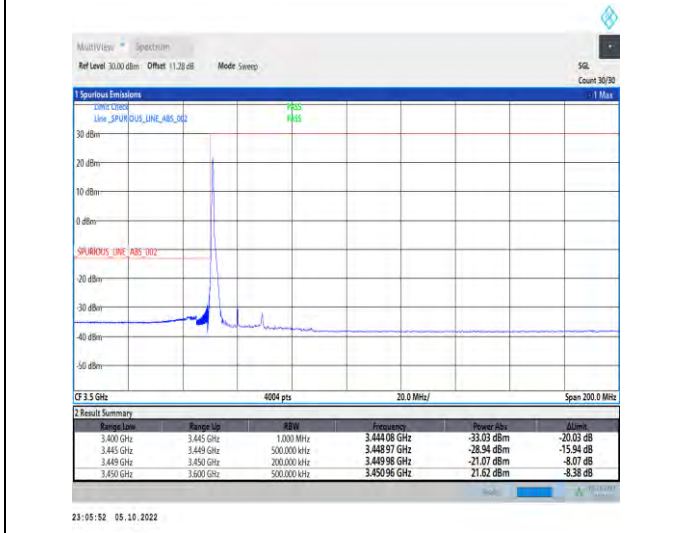 MultiView Spectrum
Ref Level 30.00 dBm Offset 11.28 dB Mode Sweep SGL
Count 30/30
1 Spurious Emissions 1 Max
Limit Check PASS
Line _SPURIOUS_LINE_ABS_002 PASS
30 dBm
20 dBm
10 dBm
0 dBm
_SPURIOUS_LINE_ABS_002
-20 dBm
-30 dBm
-40 dBm
-50 dBm
CF 3.5 GHz 4004 pts 20.0 MHz/ Span 200.0 MHz
2 Result Summary
Range Low Range Up RBW Frequency Power Abs ΔLimit
3.400 GHz 3.445 GHz 1.000 MHz 3.444 08 GHz -33.03 dBm -20.03 dB
3.445 GHz 3.449 GHz 500.000 kHz 3.448 97 GHz -28.94 dBm -15.94 dB
3.449 GHz 3.450 GHz 200.000 kHz 3.449 98 GHz -21.07 dBm -8.07 dB
3.450 GHz 3.600 GHz 500.000 kHz 3.450 96 GHz 21.62 dBm -8.38 dB
23:05:52 05.10.2022